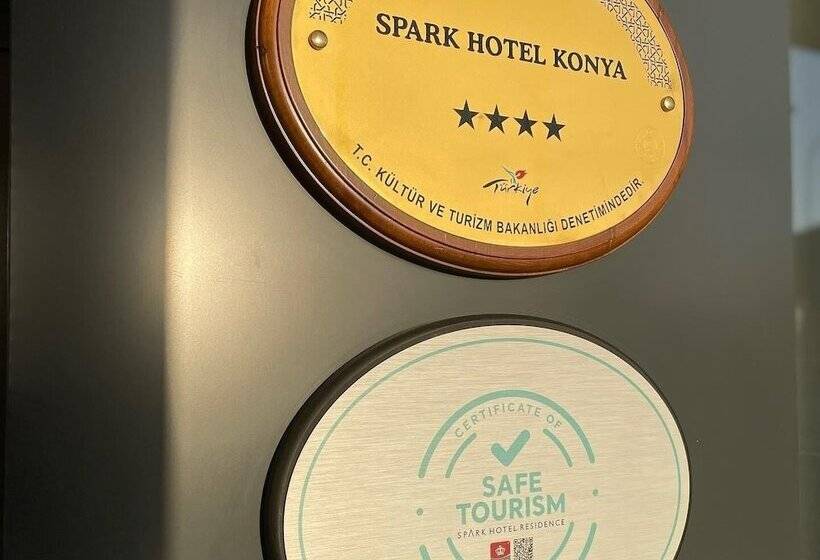 SPARK HOTEL KONYA
★★★★
Türkiye
T.C. KÜLTÜR VE TURİZM BAKANLIĞI DENETİMİNDEDİR
CERTIFICATE OF
SAFE
TOURISM
SPARK HOTEL RESIDENCE